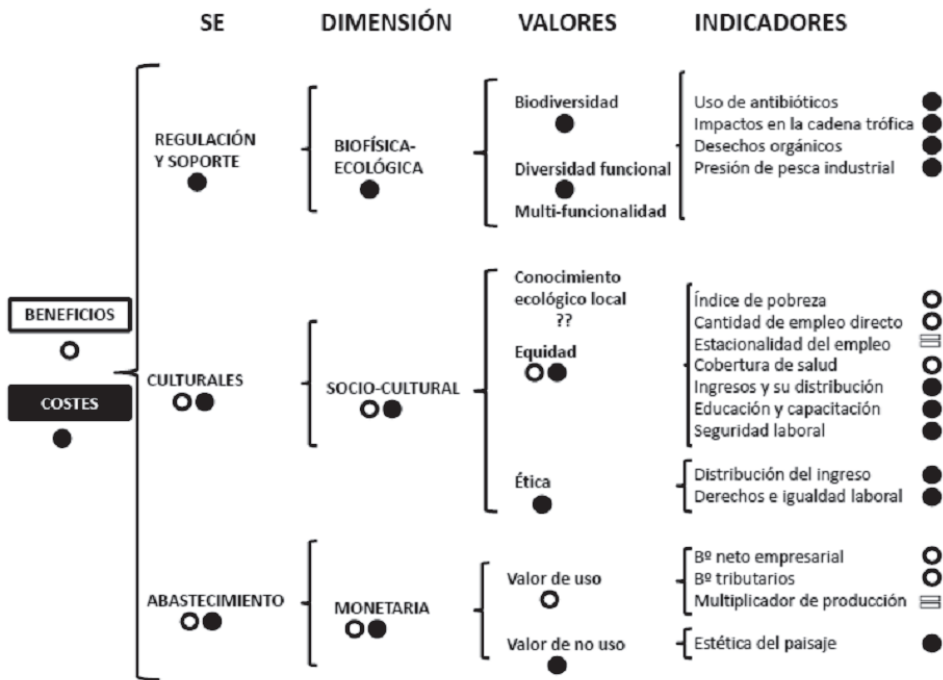 SE DIMENSIÓN VALORES INDICADORES
BENEFICIOS
COSTES
REGULACIÓN
Y SOPORTE
BIOFÍSICA-
ECOLÓGICA
Biodiversidad
Diversidad funcional
Multi-funcionalidad
Uso de antibióticos
Impactos en la cadena trófica
Desechos orgánicos
Presión de pesca industrial
CULTURALES
SOCIO-CULTURAL
Conocimiento
ecológico local
??
Equidad
Índice de pobreza
Cantidad de empleo directo
Estacionalidad del empleo
Cobertura de salud
Ingresos y su distribución
Educación y capacitación
Seguridad laboral
Ética
Distribución del ingreso
Derechos e igualdad laboral
ABASTECIMIENTO
MONETARIA
Valor de uso
Bº neto empresarial
Bº tributarios
Multiplicador de producción
Valor de no uso
Estética del paisaje